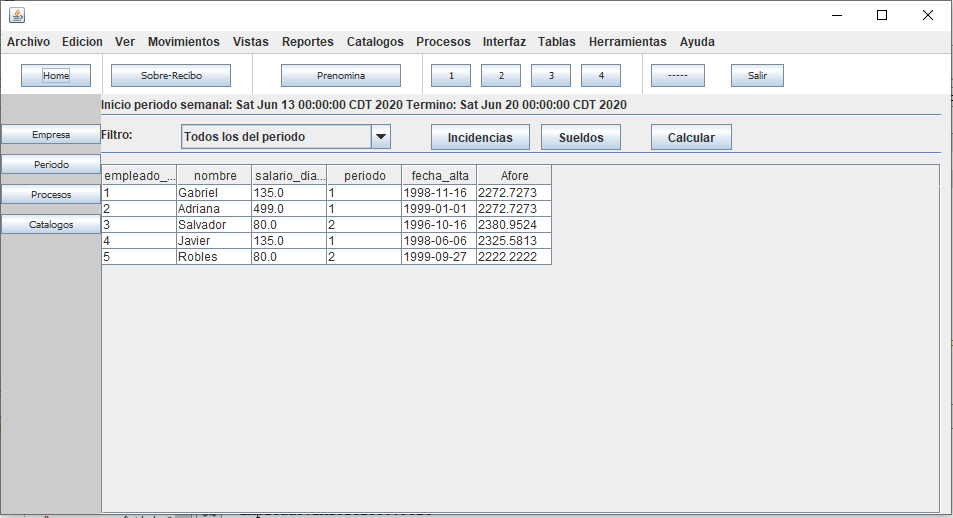 Archivo Edicion Ver Movimientos Vistas Reportes Catalogos Procesos Interfaz Tablas Herramientas Ayuda
Home Sobre-Recibo Prenomina 1 2 3 4 ----- Salir
Inicio periodo semanal: Sat Jun 13 00:00:00 CDT 2020 Termino: Sat Jun 20 00:00:00 CDT 2020
Empresa Filtro: Todos los del periodo Incidencias Sueldos Calcular
Periodo
Procesos
Catalogos
empleado_... nombre salario_dia... periodo fecha_alta Afore
1 Gabriel 135.0 1 1998-11-16 2272.7273
2 Adriana 499.0 1 1999-01-01 2272.7273
3 Salvador 80.0 2 1996-10-16 2380.9524
4 Javier 135.0 1 1998-06-06 2325.5813
5 Robles 80.0 2 1999-09-27 2222.2222